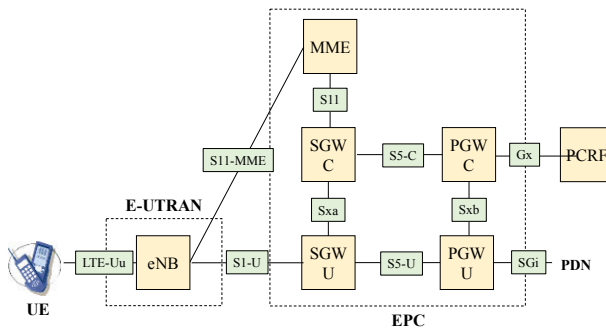 MME
S11
S11-MME
SGW
C
S5-C
PGW
C
Gx
PCRF
E-UTRAN
Sxa
Sxb
LTE-Uu
eNB
S1-U
SGW
U
S5-U
PGW
U
SGi
PDN
UE
EPC